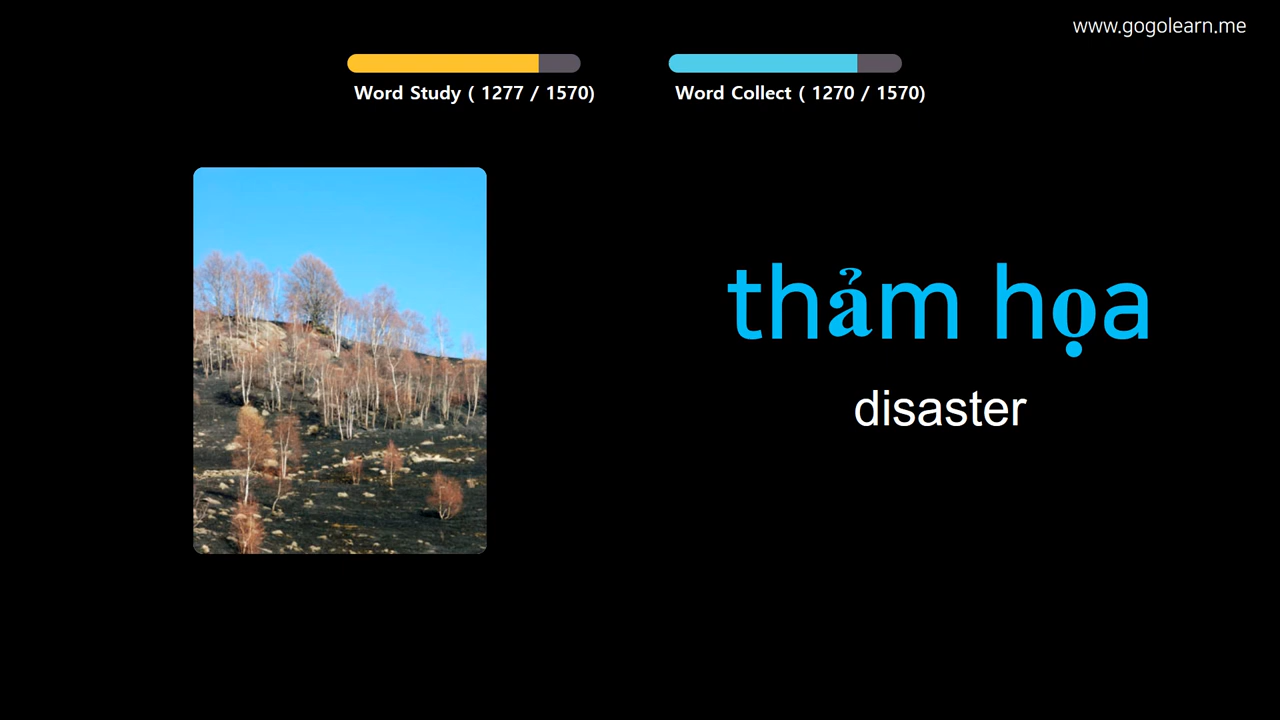 www.gogolearn.me
Word Study ( 1277 / 1570)
Word Collect ( 1270 / 1570)
thảm họa
disaster